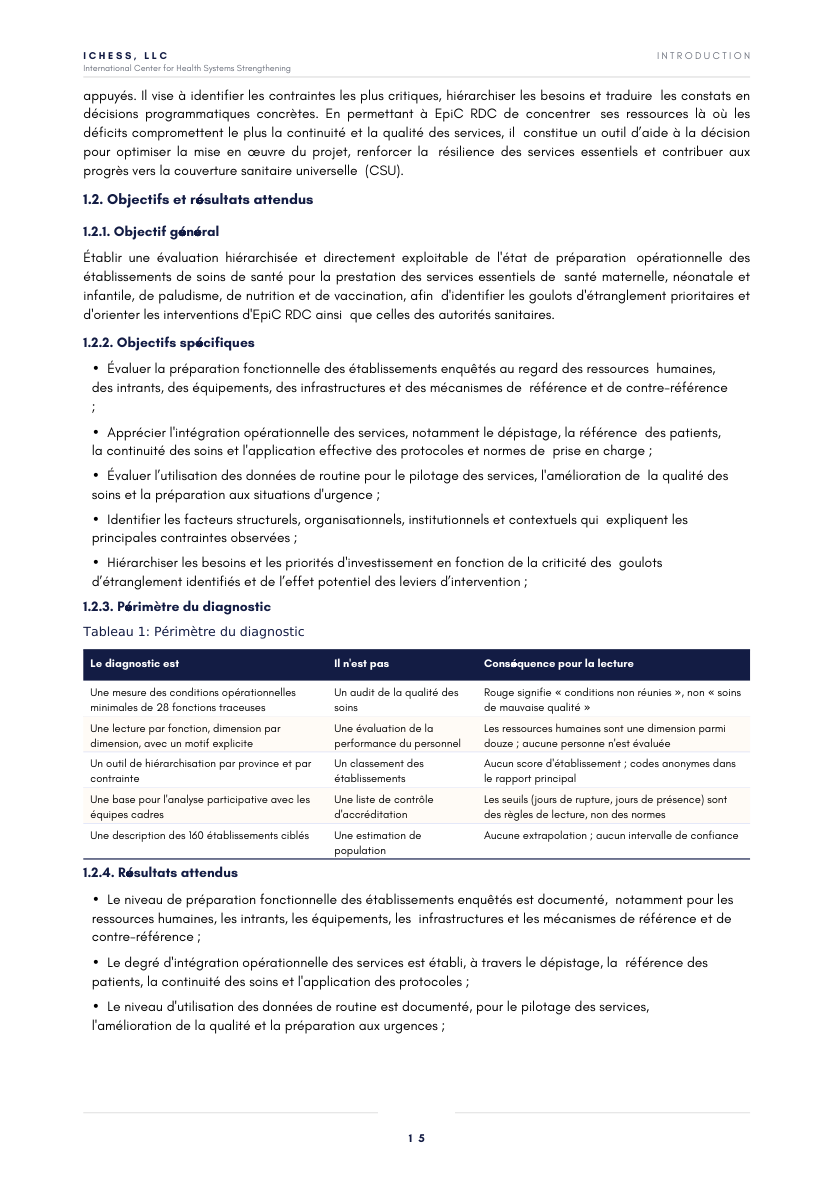 ICHESS, LLC
INTRODUCTION
International Center for Health Systems Strengthening
appuyés. Il vise à identifier les contraintes les plus critiques, hiérarchiser les besoins et traduire les constats en
décisions programmatiques concrètes. En permettant à EpiC RDC de concentrer ses ressources là où les
déficits compromettent le plus la continuité et la qualité des services, il constitue un outil d’aide à la décision
pour optimiser la mise en œuvre du projet, renforcer la résilience des services essentiels et contribuer aux
progrès vers la couverture sanitaire universelle (CSU).
1.2. Objectifs et résultats attendus
1.2.1. Objectif général
Établir une évaluation hiérarchisée et directement exploitable de l'état de préparation opérationnelle des
établissements de soins de santé pour la prestation des services essentiels de santé maternelle, néonatale et
infantile, de paludisme, de nutrition et de vaccination, afin d'identifier les goulots d'étranglement prioritaires et
d'orienter les interventions d'EpiC RDC ainsi que celles des autorités sanitaires.
1.2.2. Objectifs spécifiques
• Évaluer la préparation fonctionnelle des établissements enquêtés au regard des ressources humaines,
des intrants, des équipements, des infrastructures et des mécanismes de référence et de contre-référence
;
• Apprécier l'intégration opérationnelle des services, notamment le dépistage, la référence des patients,
la continuité des soins et l'application effective des protocoles et normes de prise en charge ;
• Évaluer l’utilisation des données de routine pour le pilotage des services, l'amélioration de la qualité des
soins et la préparation aux situations d'urgence ;
• Identifier les facteurs structurels, organisationnels, institutionnels et contextuels qui expliquent les
principales contraintes observées ;
• Hiérarchiser les besoins et les priorités d'investissement en fonction de la criticité des goulots
d’étranglement identifiés et de l’effet potentiel des leviers d’intervention ;
1.2.3. Périmètre du diagnostic
Tableau 1: Périmètre du diagnostic
Le diagnostic est
Il n'est pas
Conséquence pour la lecture
Une mesure des conditions opérationnelles
minimales de 28 fonctions traceuses
Un audit de la qualité des
soins
Rouge signifie « conditions non réunies », non « soins
de mauvaise qualité »
Une lecture par fonction, dimension par
dimension, avec un motif explicite
Une évaluation de la
performance du personnel
Les ressources humaines sont une dimension parmi
douze ; aucune personne n'est évaluée
Un outil de hiérarchisation par province et par
contrainte
Un classement des
établissements
Aucun score d'établissement ; codes anonymes dans
le rapport principal
Une base pour l'analyse participative avec les
équipes cadres
Une liste de contrôle
d'accréditation
Les seuils (jours de rupture, jours de présence) sont
des règles de lecture, non des normes
Une description des 160 établissements ciblés
Une estimation de
population
Aucune extrapolation ; aucun intervalle de confiance
1.2.4. Résultats attendus
• Le niveau de préparation fonctionnelle des établissements enquêtés est documenté, notamment pour les
ressources humaines, les intrants, les équipements, les infrastructures et les mécanismes de référence et de
contre-référence ;
• Le degré d'intégration opérationnelle des services est établi, à travers le dépistage, la référence des
patients, la continuité des soins et l'application des protocoles ;
• Le niveau d'utilisation des données de routine est documenté, pour le pilotage des services,
l'amélioration de la qualité et la préparation aux urgences ;
15